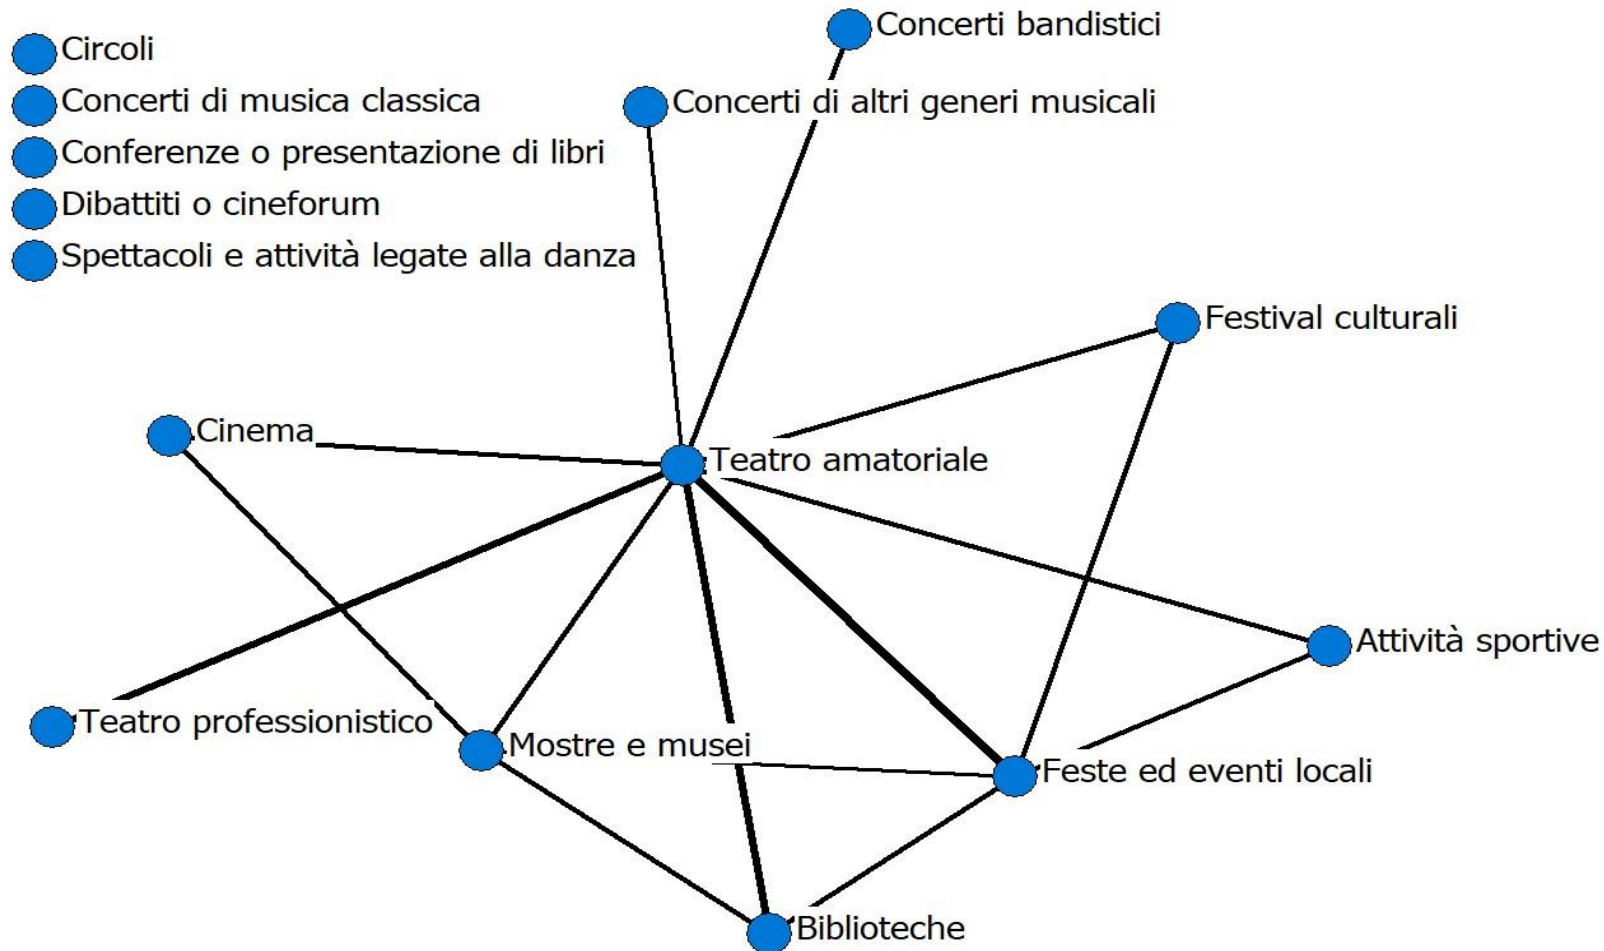 Circoli
Concerti di musica classica
Conferenze o presentazione di libri
Dibattiti o cineforum
Spettacoli e attività legate alla danza
Concerti bandistici
Concerti di altri generi musicali
Festival culturali
Cinema
Teatro amatoriale
Attività sportive
Teatro professionistico
Mostre e musei
Feste ed eventi locali
Biblioteche